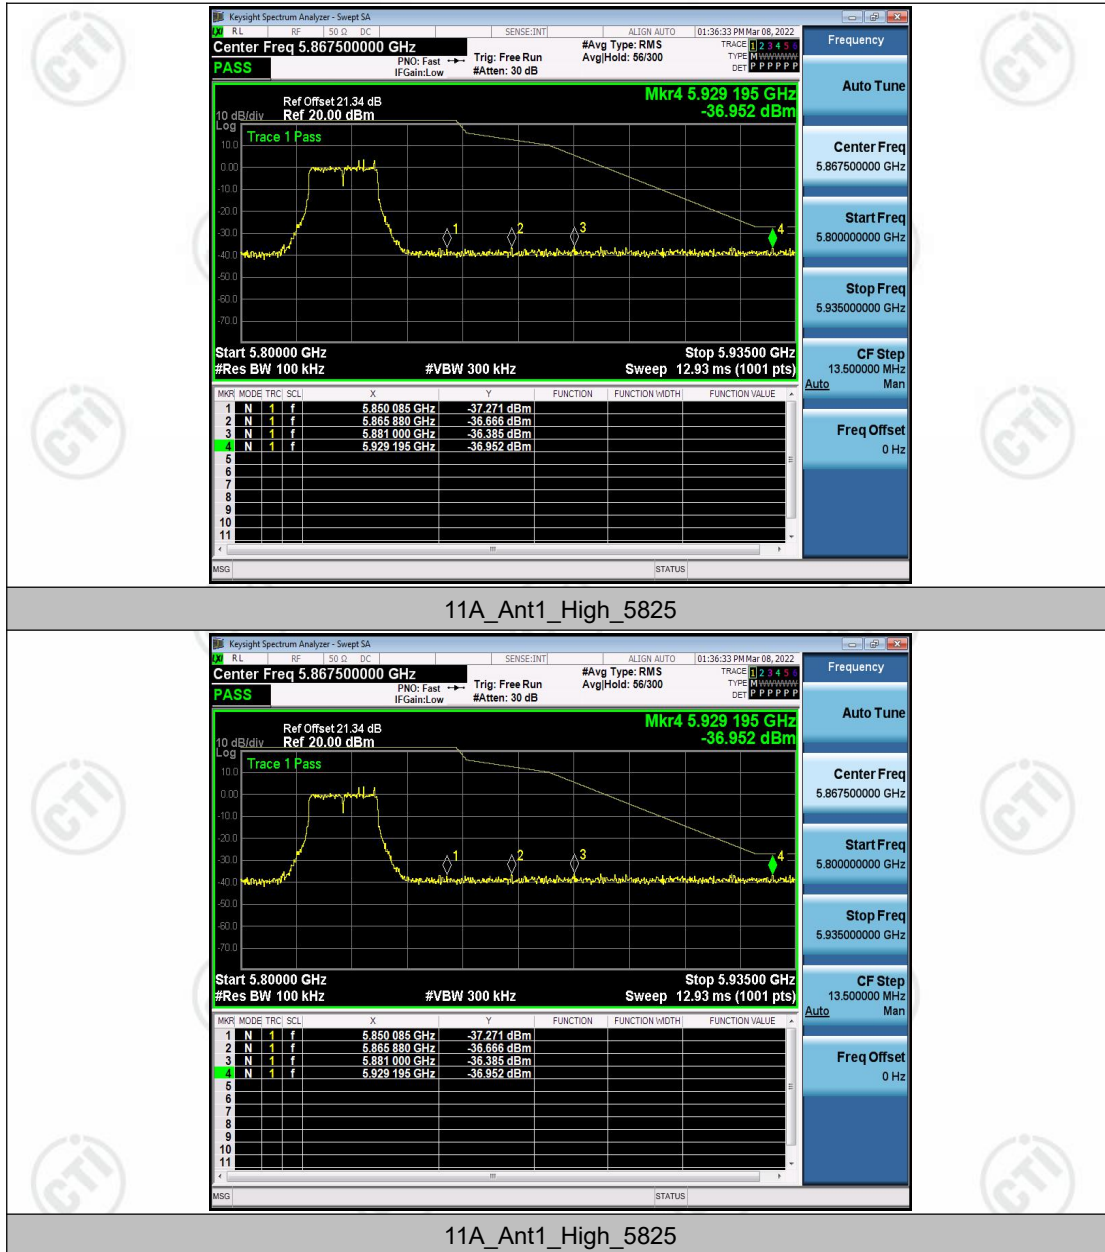 Keysight Spectrum Analyzer - Swept SA
RL RF 50 Ω DC SENSE:INT ALIGN AUTO 01:36:33 PM Mar 08, 2022
Center Freq 5.867500000 GHz #Avg Type: RMS TRACE 1 2 3 4 5 6
PNO: Fast Trig: Free Run Avg|Hold: 56/300 TYPE M WWWWW
PASS IFGain:Low #Atten: 30 dB DET P P P P P P
Mkr4 5.929 195 GHz
-36.952 dBm
Ref Offset 21.34 dB
10 dB/div Ref 20.00 dBm
Log
Trace 1 Pass
10.0
0.00
-10.0
-20.0
-30.0
-40.0
-50.0
-60.0
-70.0
1 2 3 4
Start 5.80000 GHz Stop 5.93500 GHz
#Res BW 100 kHz #VBW 300 kHz Sweep 12.93 ms (1001 pts)
MKR MODE TRC SCL X Y FUNCTION FUNCTION WIDTH FUNCTION VALUE
1 N 1 f 5.850 085 GHz -37.271 dBm
2 N 1 f 5.865 880 GHz -36.666 dBm
3 N 1 f 5.881 000 GHz -36.385 dBm
4 N 1 f 5.929 195 GHz -36.952 dBm
5
6
7
8
9
10
11
MSG STATUS
Frequency
Auto Tune
Center Freq
5.867500000 GHz
Start Freq
5.800000000 GHz
Stop Freq
5.935000000 GHz
CF Step
13.500000 MHz
Auto Man
Freq Offset
0 Hz
11A_Ant1_High_5825
Keysight Spectrum Analyzer - Swept SA
RL RF 50 Ω DC SENSE:INT ALIGN AUTO 01:36:33 PM Mar 08, 2022
Center Freq 5.867500000 GHz #Avg Type: RMS TRACE 1 2 3 4 5 6
PNO: Fast Trig: Free Run Avg|Hold: 56/300 TYPE M WWWWW
PASS IFGain:Low #Atten: 30 dB DET P P P P P P
Mkr4 5.929 195 GHz
-36.952 dBm
Ref Offset 21.34 dB
10 dB/div Ref 20.00 dBm
Log
Trace 1 Pass
10.0
0.00
-10.0
-20.0
-30.0
-40.0
-50.0
-60.0
-70.0
1 2 3 4
Start 5.80000 GHz Stop 5.93500 GHz
#Res BW 100 kHz #VBW 300 kHz Sweep 12.93 ms (1001 pts)
MKR MODE TRC SCL X Y FUNCTION FUNCTION WIDTH FUNCTION VALUE
1 N 1 f 5.850 085 GHz -37.271 dBm
2 N 1 f 5.865 880 GHz -36.666 dBm
3 N 1 f 5.881 000 GHz -36.385 dBm
4 N 1 f 5.929 195 GHz -36.952 dBm
5
6
7
8
9
10
11
MSG STATUS
Frequency
Auto Tune
Center Freq
5.867500000 GHz
Start Freq
5.800000000 GHz
Stop Freq
5.935000000 GHz
CF Step
13.500000 MHz
Auto Man
Freq Offset
0 Hz
11A_Ant1_High_5825
CTI
CTI
CTI
CTI
CTI
CTI
CTI
CTI